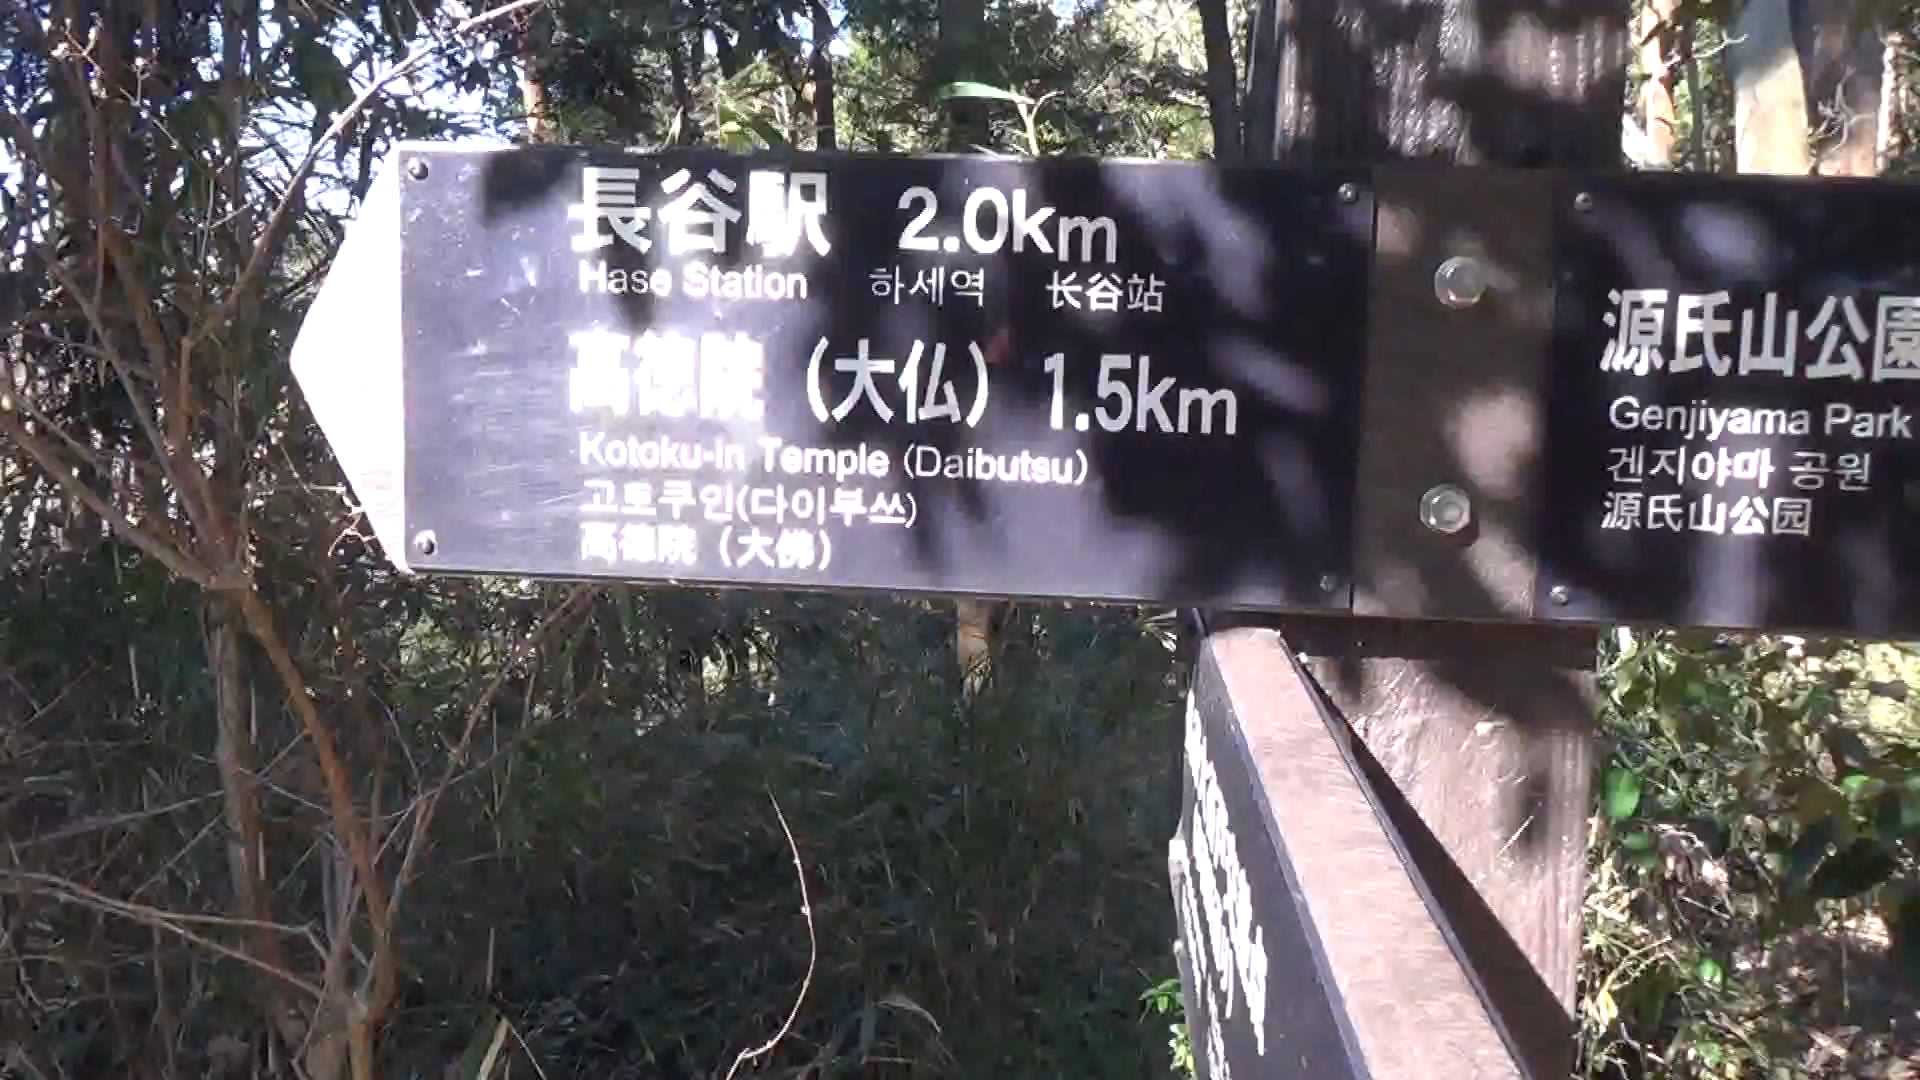 長谷駅 2.0km
Hase Station 하세역 长谷站
高徳院（大仏） 1.5km
Kotoku-in Temple (Daibutsu)
고토쿠인(다이부쓰)
高德院（大佛）
源氏山公園
Genjiyama Park
겐지야마 공원
源氏山公园